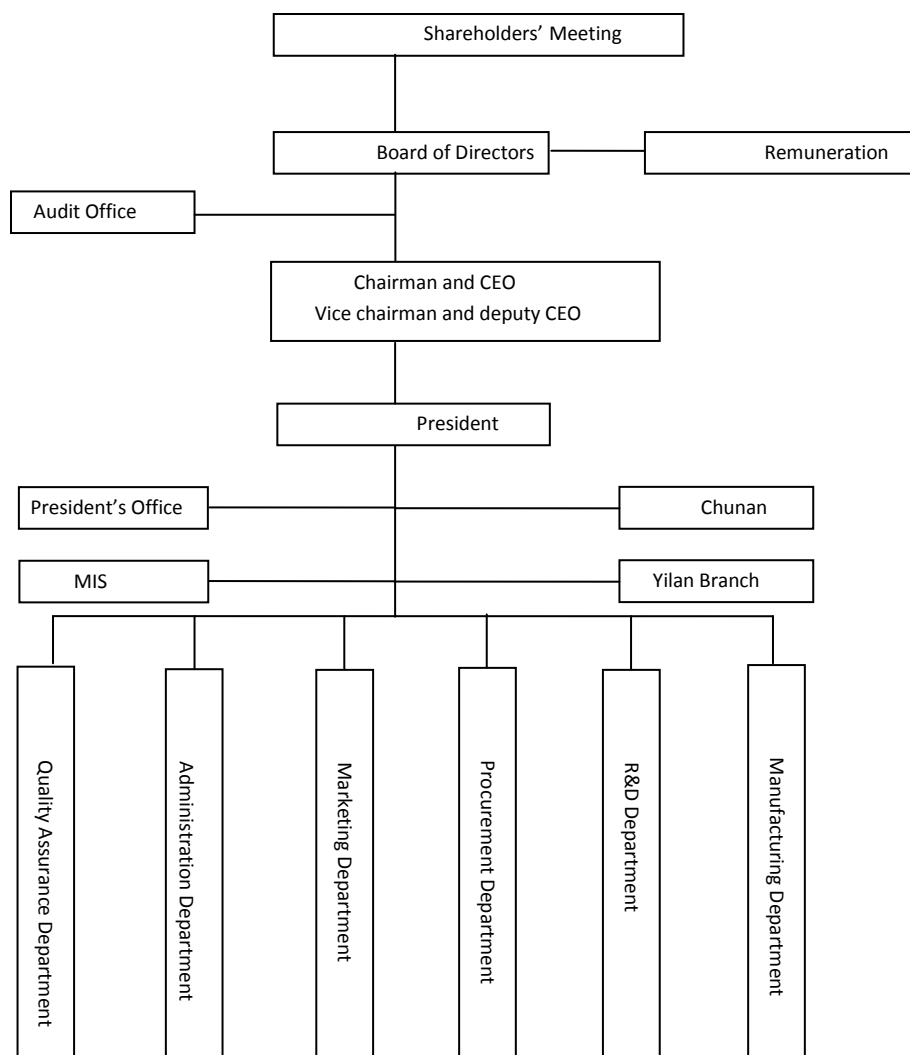 Shareholders’ Meeting
Board of Directors
Remuneration
Audit Office
Chairman and CEO
Vice chairman and deputy CEO
President
President’s Office
Chunan
MIS
Yilan Branch
Quality Assurance Department
Administration Department
Marketing Department
Procurement Department
R&D Department
Manufacturing Department